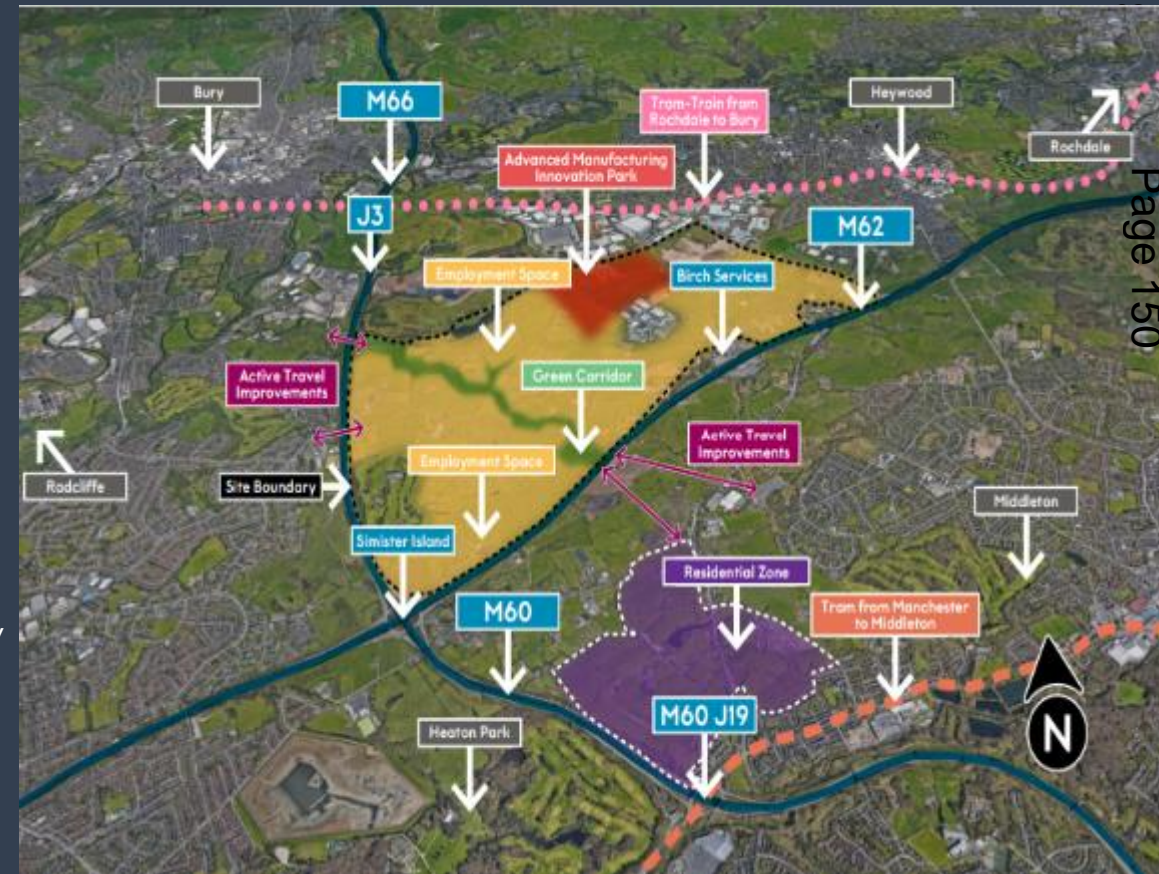 Bury
M66
Tram-Train from
Rochdale to Bury
Heywood
Rochdale
Advanced Manufacturing
Innovation Park
J3
M62
Employment Space
Birch Services
Active Travel
Improvements
Green Corridor
Active Travel
Improvements
Employment Space
Radcliffe
Site Boundary
Middleton
Simister Island
Residential Zone
M60
Tram from Manchester
to Middleton
M60 J19
Heaton Park
N
Page 150